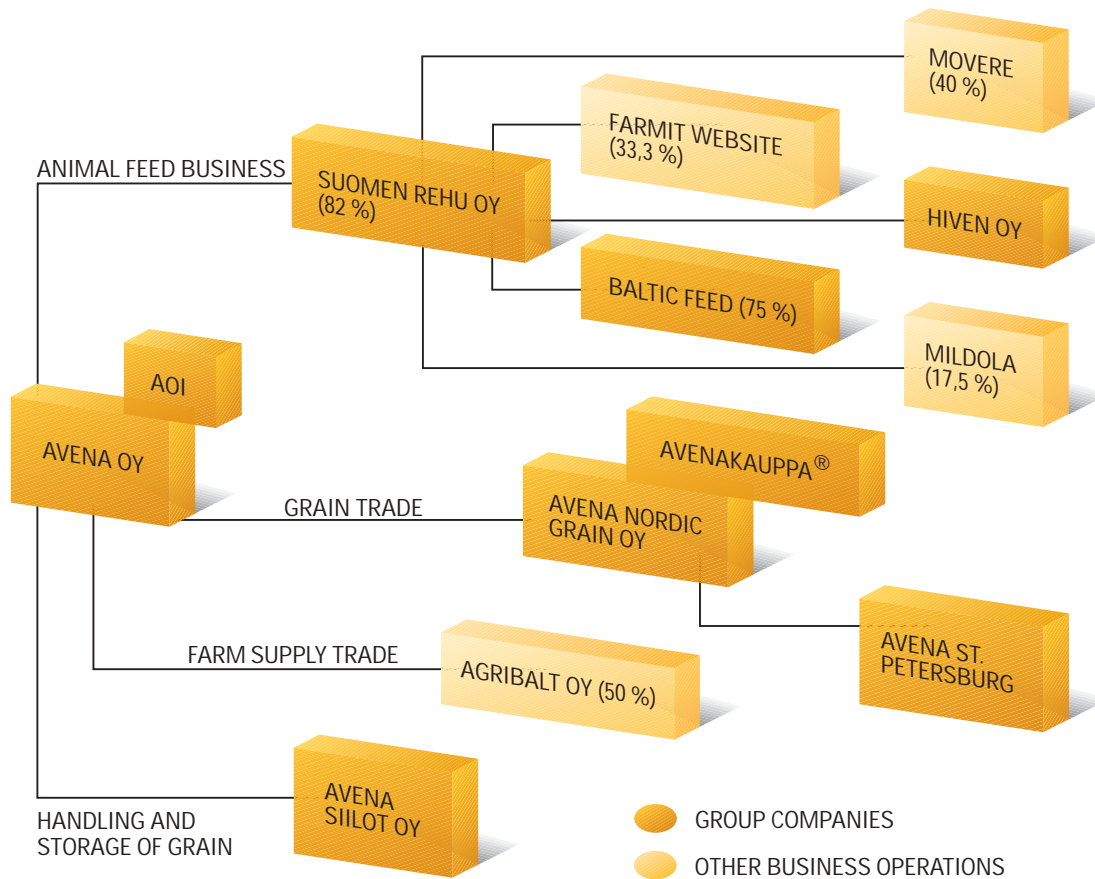 MOVERE
(40 %)
FARMIT WEBSITE
(33,3 %)
ANIMAL FEED BUSINESS
SUOMEN REHU OY
(82 %)
HIVEN OY
BALTIC FEED (75 %)
MILDOLA
(17,5 %)
AOI
AVENA OY
AVENAKAUPPA®
GRAIN TRADE
AVENA NORDIC
GRAIN OY
AVENA ST.
PETERSBURG
FARM SUPPLY TRADE
AGRIBALT OY (50 %)
AVENA
SIILOT OY
HANDLING AND
STORAGE OF GRAIN
GROUP COMPANIES
OTHER BUSINESS OPERATIONS